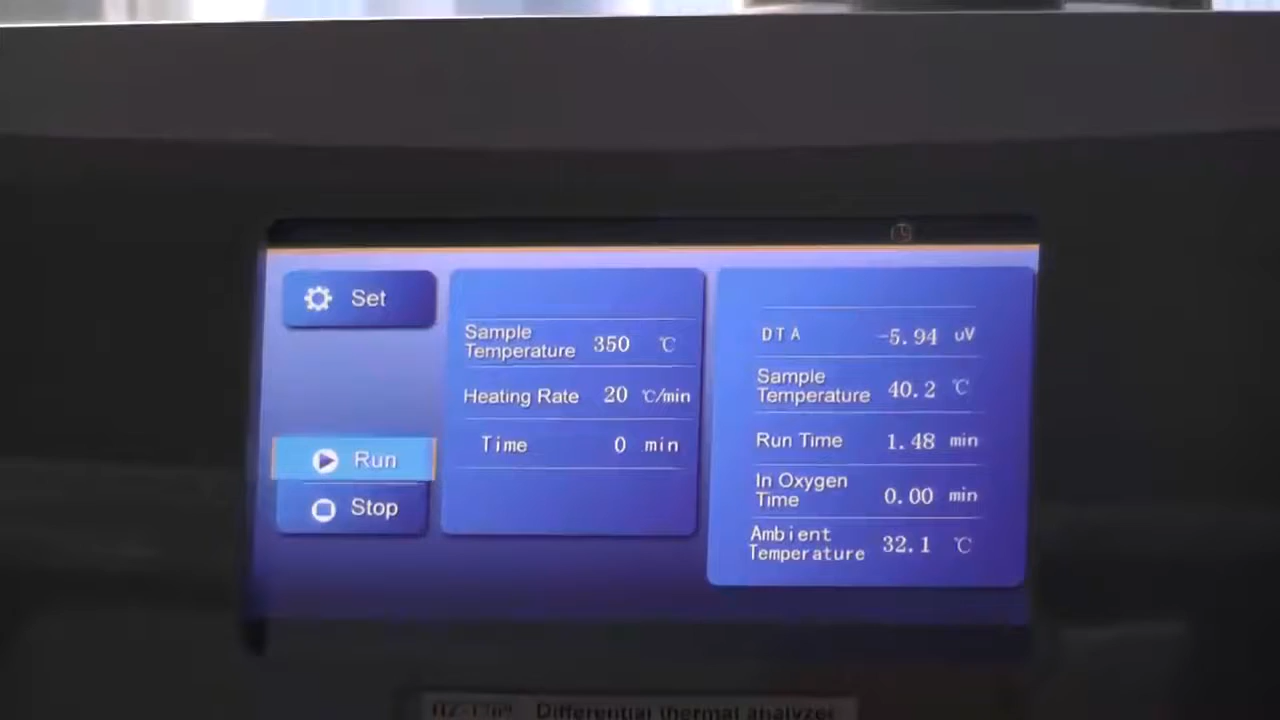 Set
Run
Stop
Sample
Temperature 350 ℃
Heating Rate 20 ℃/min
Time 0 min
DTA -5.94 uV
Sample
Temperature 40.2 ℃
Run Time 1.48 min
In Oxygen
Time 0.00 min
Ambient
Temperature 32.1 ℃
Differential thermal analyzer